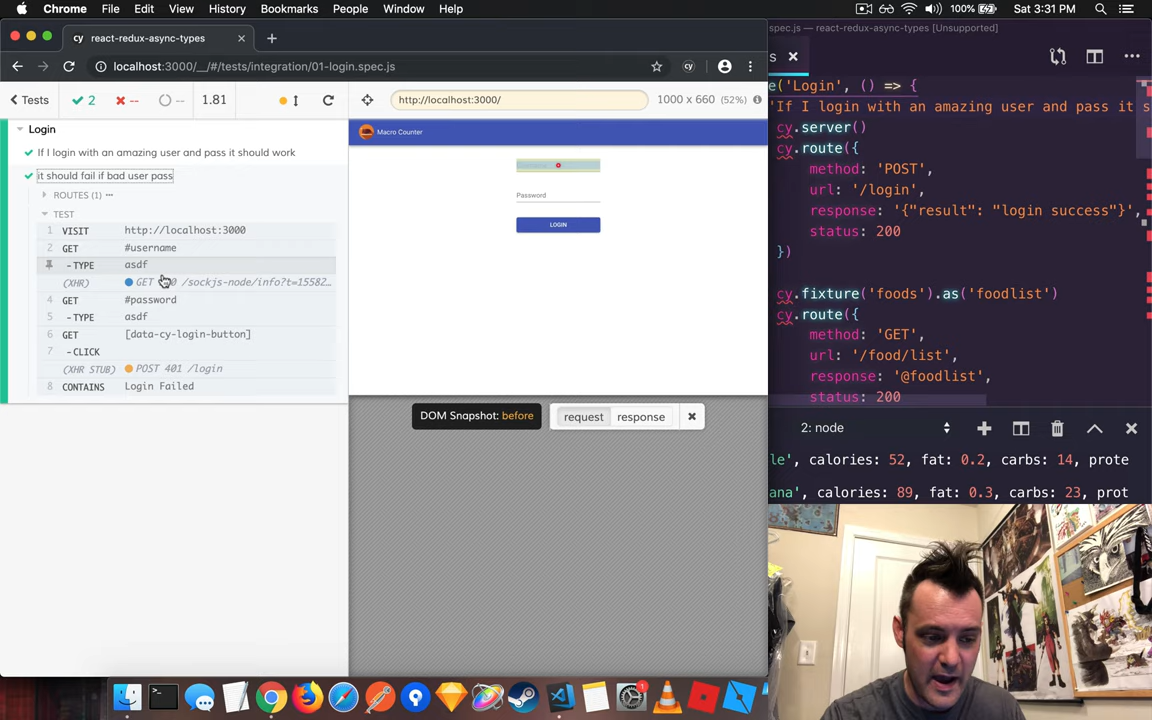 Chrome File Edit View History Bookmarks People Window Help 100% Sat 3:31 PM
spec.js — react-redux-async-types [Unsupported]
cy react-redux-async-types × +
localhost:3000/__/#/tests/integration/01-login.spec.js cy
s ×
Tests 2 -- -- 1.81
http://localhost:3000/ 1000 x 660 (52%)
Login
If I login with an amazing user and pass it should work
it should fail if bad user pass
ROUTES (1)
TEST
1 VISIT http://localhost:3000
2 GET #username
- TYPE asdf
(XHR) GET /sockjs-node/info?t=15582...
4 GET #password
5 - TYPE asdf
6 GET [data-cy-login-button]
7 - CLICK
(XHR STUB) POST 401 /login
8 CONTAINS Login Failed
Macro Counter
Password
LOGIN
DOM Snapshot: before request response ×
e('Login', () => {
'If I login with an amazing user and pass it s
cy.server()
cy.route({
method: 'POST',
url: '/login',
response: '{"result": "login success"}',
status: 200
})
cy.fixture('foods').as('foodlist')
cy.route({
method: 'GET',
url: '/food/list',
response: '@foodlist',
status: 200
2: node
le', calories: 52, fat: 0.2, carbs: 14, prote
ana', calories: 89, fat: 0.3, carbs: 23, prot
1